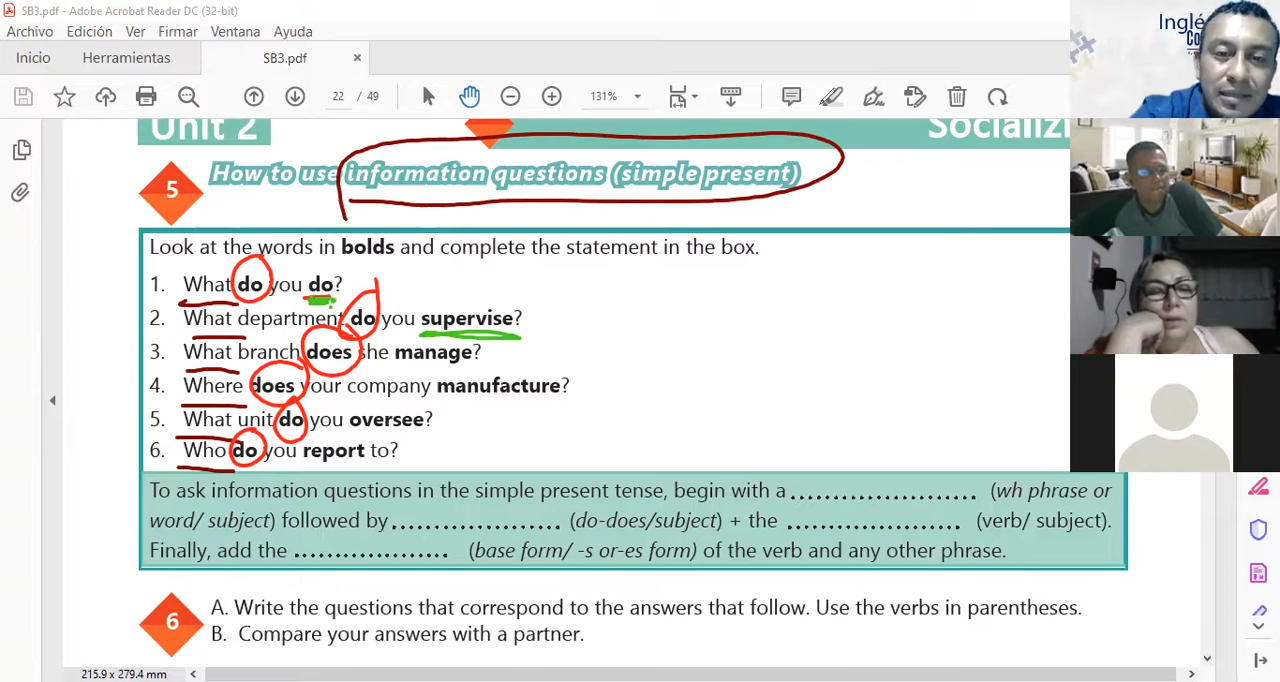 SB3.pdf - Adobe Acrobat Reader DC (32-bit)
Archivo Edición Ver Firmar Ventana Ayuda
Inicio Herramientas SB3.pdf ×
22 / 49 131%
Inglé
Unit 2 Socializi
5 How to use information questions (simple present)
Look at the words in bolds and complete the statement in the box.
1. What do you do?
2. What department do you supervise?
3. What branch does she manage?
4. Where does your company manufacture?
5. What unit do you oversee?
6. Who do you report to?
To ask information questions in the simple present tense, begin with a ........................... (wh phrase or
word/ subject) followed by ......................... (do-does/subject) + the ......................... (verb/ subject).
Finally, add the ....................... (base form/ -s or-es form) of the verb and any other phrase.
6 A. Write the questions that correspond to the answers that follow. Use the verbs in parentheses.
B. Compare your answers with a partner.
215.9 x 279.4 mm